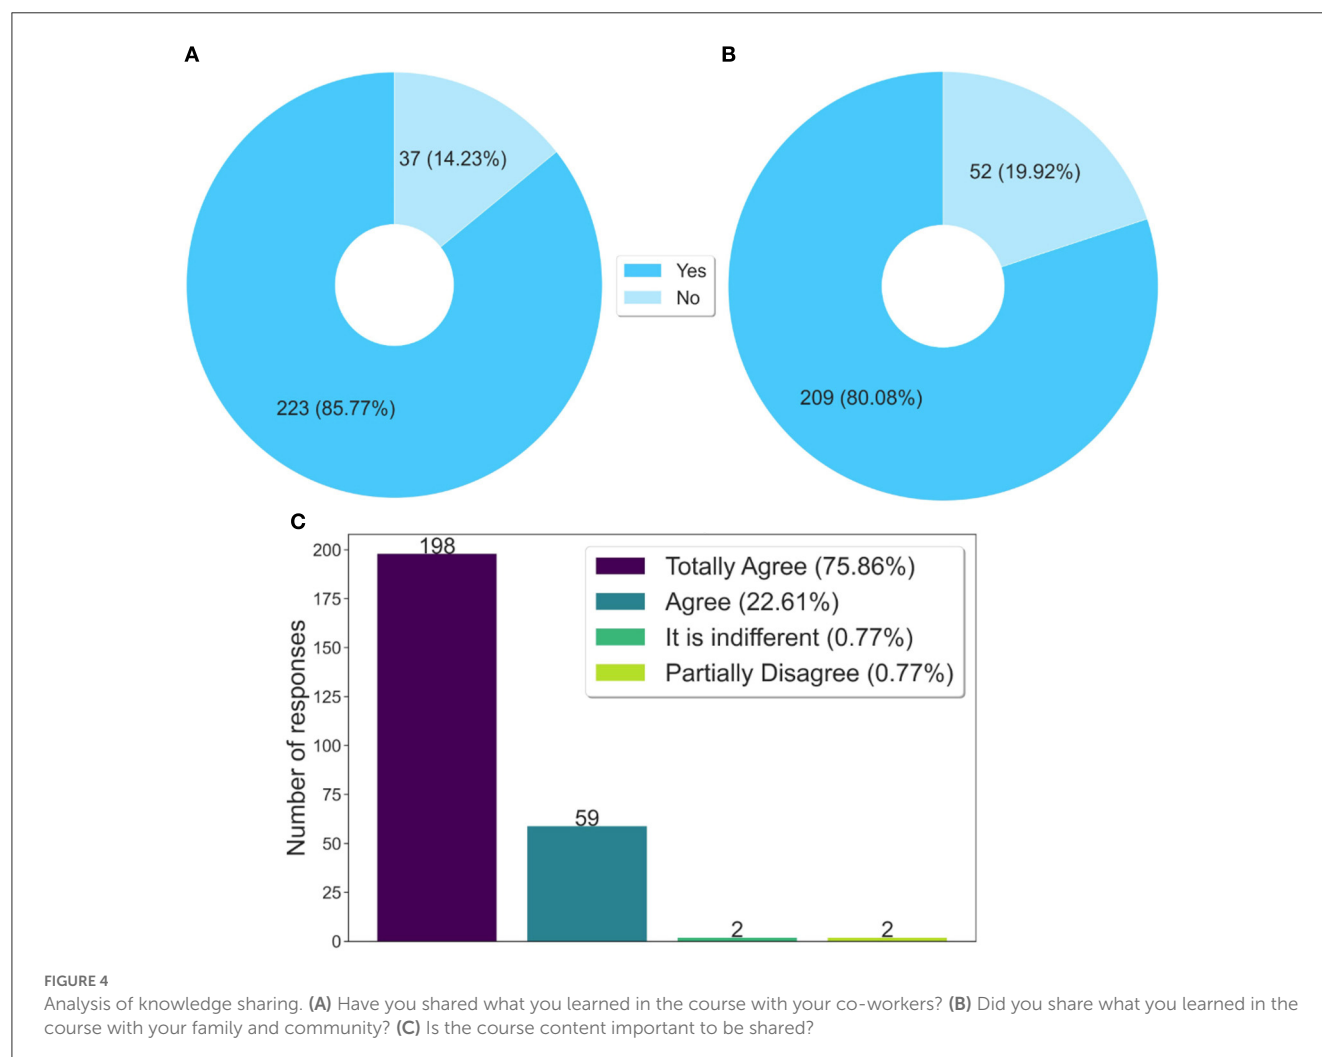 A
B
37 (14.23%)
52 (19.92%)
Yes
No
223 (85.77%)
209 (80.08%)
C
198
59
2
2
Totally Agree (75.86%)
Agree (22.61%)
It is indifferent (0.77%)
Partially Disagree (0.77%)
Number of responses
200
175
150
125
100
75
50
25
0
FIGURE 4
Analysis of knowledge sharing. (A) Have you shared what you learned in the course with your co-workers? (B) Did you share what you learned in the
course with your family and community? (C) Is the course content important to be shared?